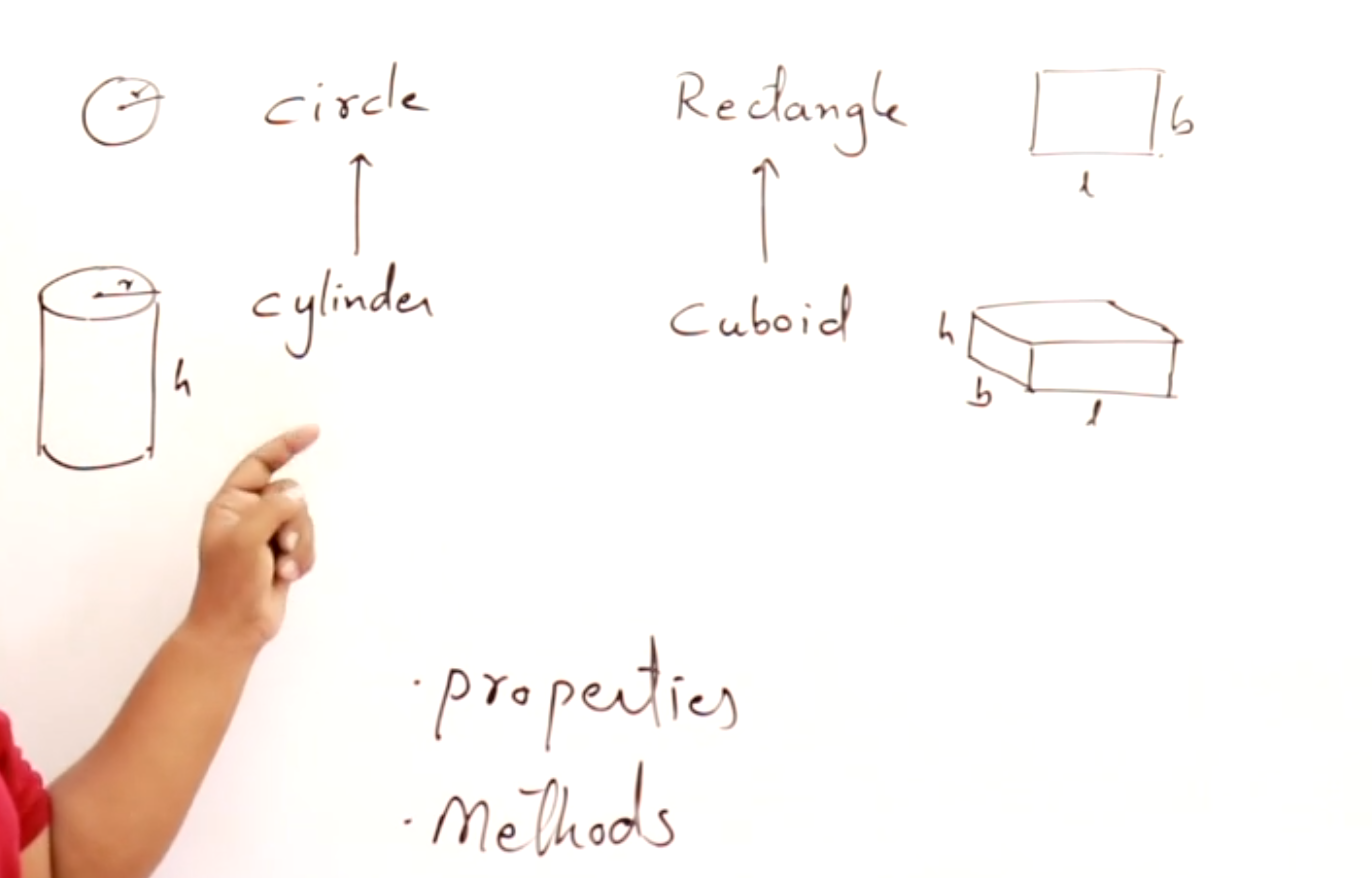 r circle Rectangle b
l
r cylinder Cuboid h
h b l
· properties
· Methods